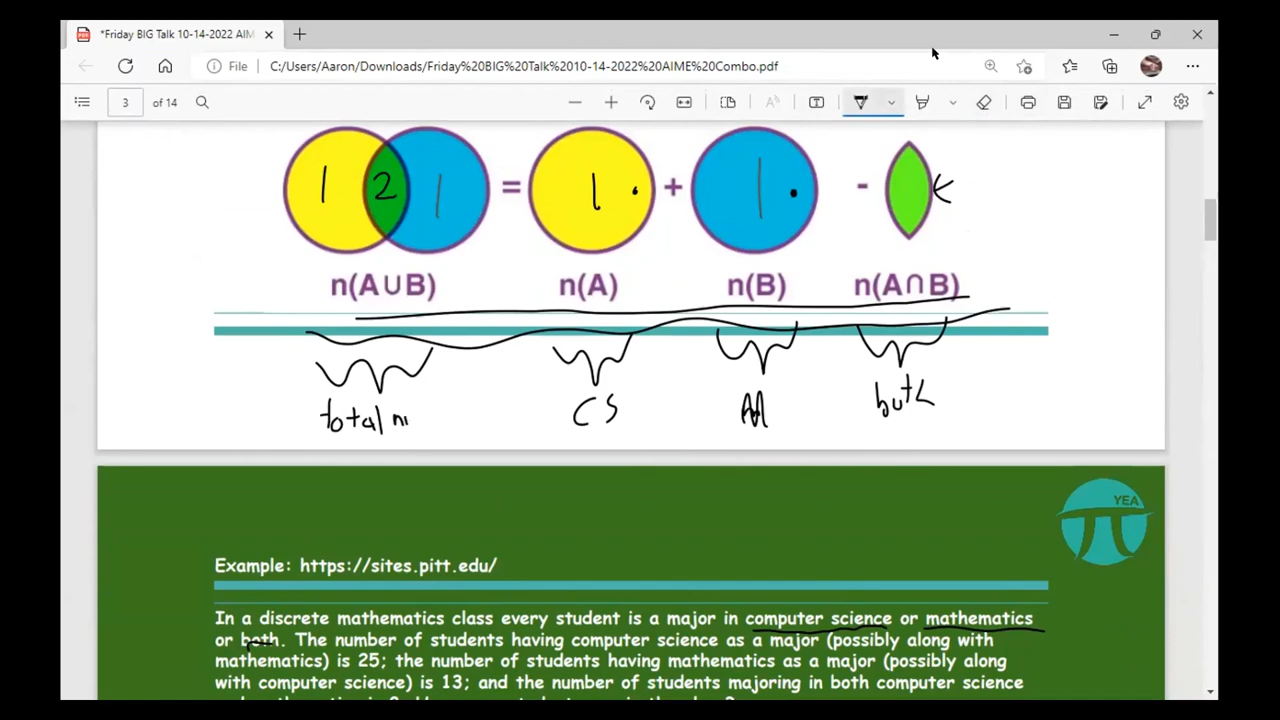 *Friday BIG Talk 10-14-2022 AIM
File C:/Users/Aaron/Downloads/Friday%20BIG%20Talk%2010-14-2022%20AIME%20Combo.pdf
3 of 14
1 2 1 = 1 + 1 -
n(A∪B) n(A) n(B) n(A∩B)
total CS both
YEA
Example: https://sites.pitt.edu/
In a discrete mathematics class every student is a major in computer science or mathematics
or both. The number of students having computer science as a major (possibly along with
mathematics) is 25; the number of students having mathematics as a major (possibly along
with computer science) is 13; and the number of students majoring in both computer science